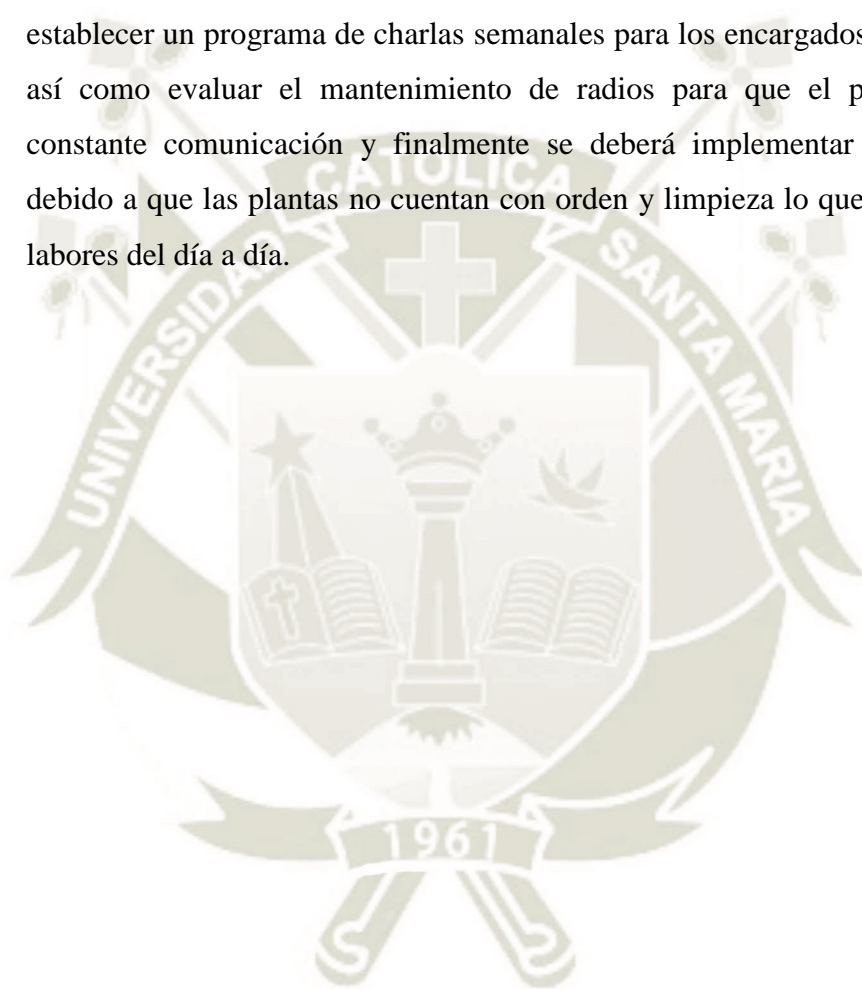 establecer un programa de charlas semanales para los encargados
así como evaluar el mantenimiento de radios para que el p
constante comunicación y finalmente se deberá implementar
debido a que las plantas no cuentan con orden y limpieza lo que
labores del día a día.
UNIVERSIDAD CATOLICA SANTA MARIA
1961